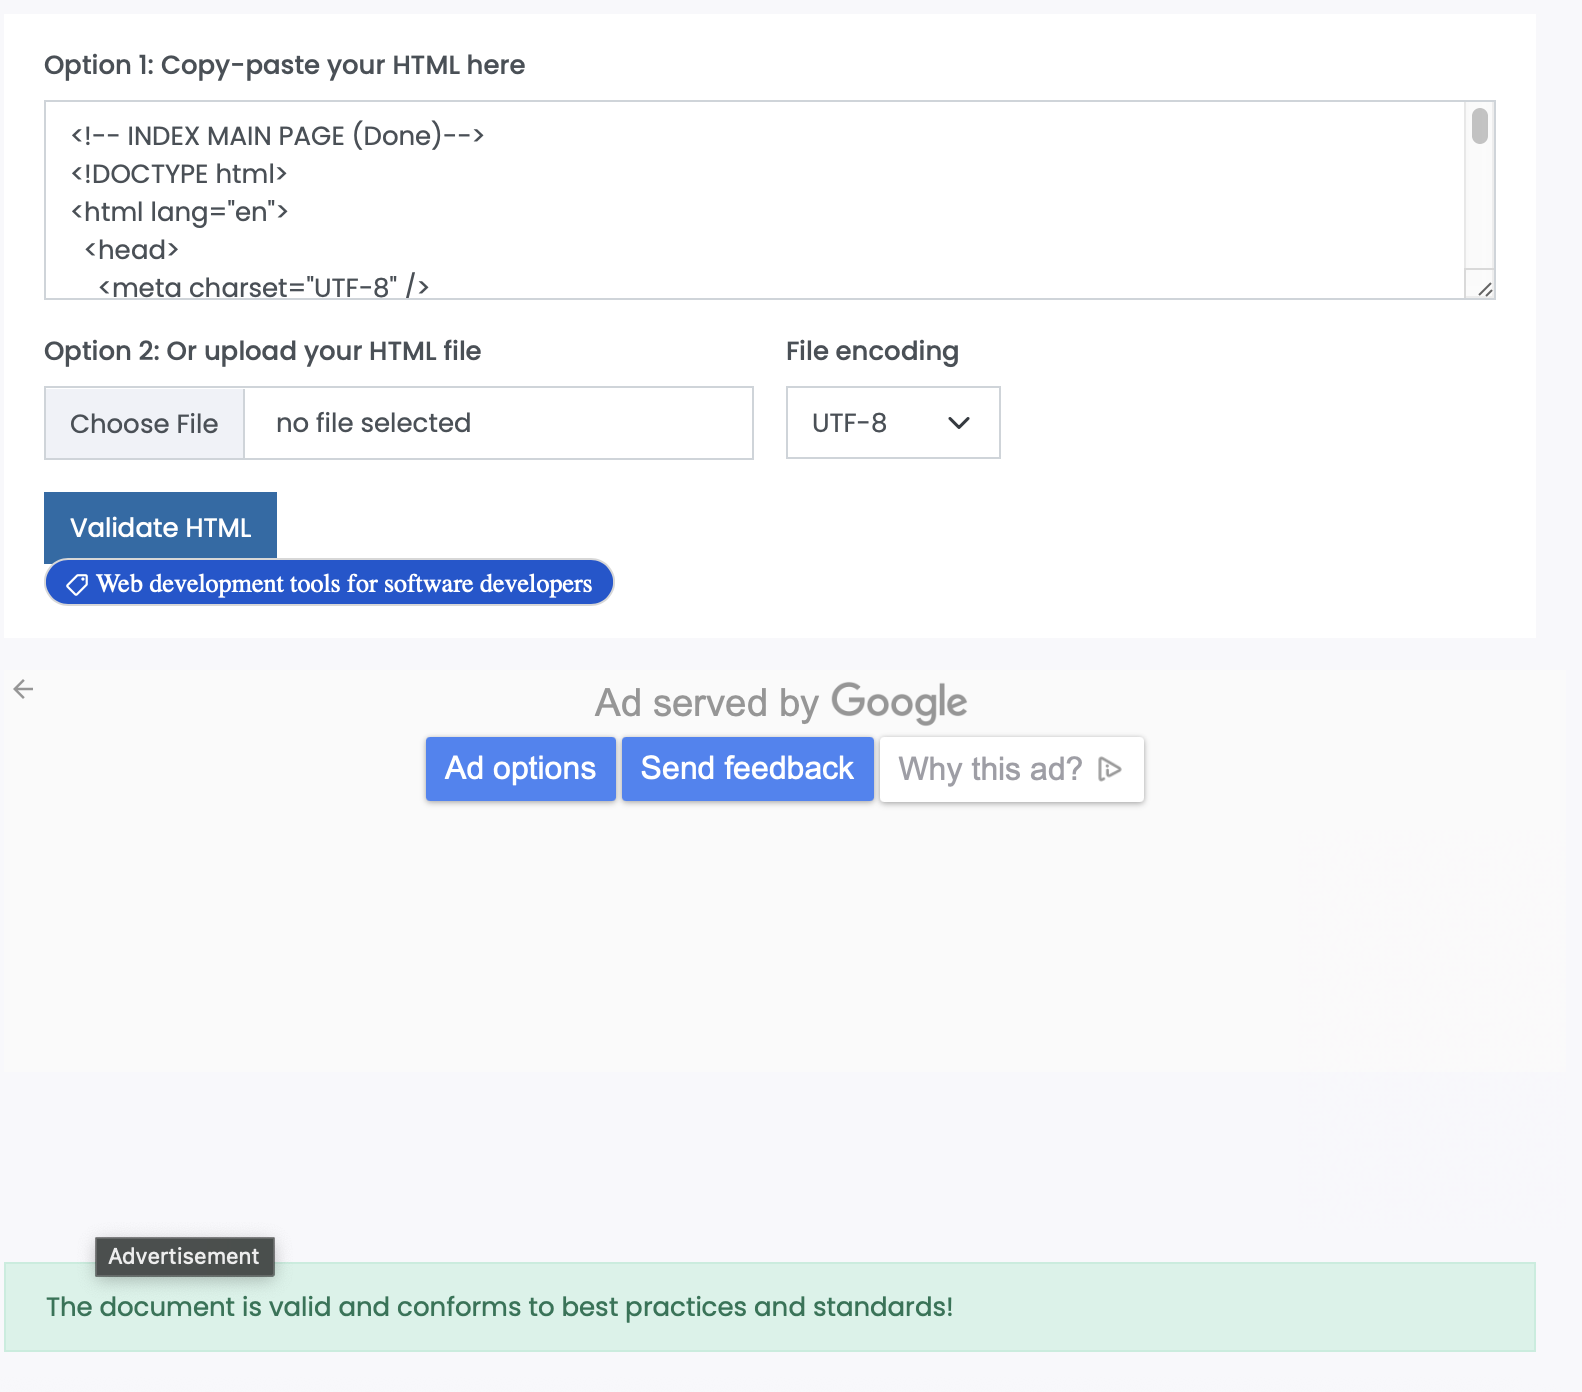 Option 1: Copy-paste your HTML here
<!-- INDEX MAIN PAGE (Done)-->
<!DOCTYPE html>
<html lang="en">
<head>
<meta charset="UTF-8" />
Option 2: Or upload your HTML file
File encoding
Choose File
no file selected
UTF-8
Validate HTML
Web development tools for software developers
Ad served by Google
Ad options
Send feedback
Why this ad?
Advertisement
The document is valid and conforms to best practices and standards!